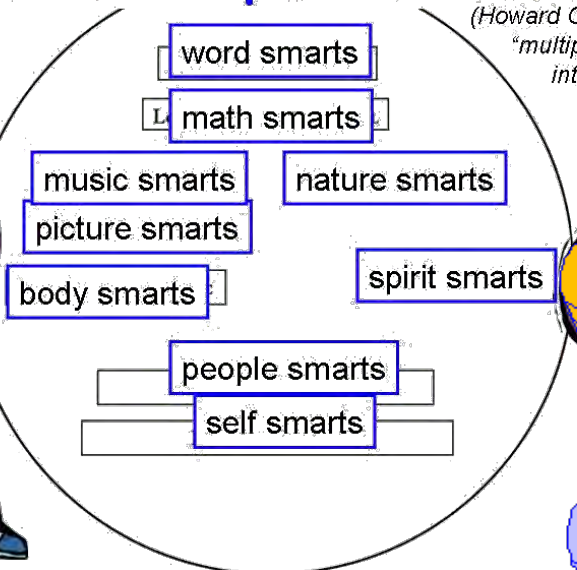 (Howard
"multip
int
word smarts
math smarts
music smarts
nature smarts
picture smarts
spirit smarts
body smarts
people smarts
self smarts